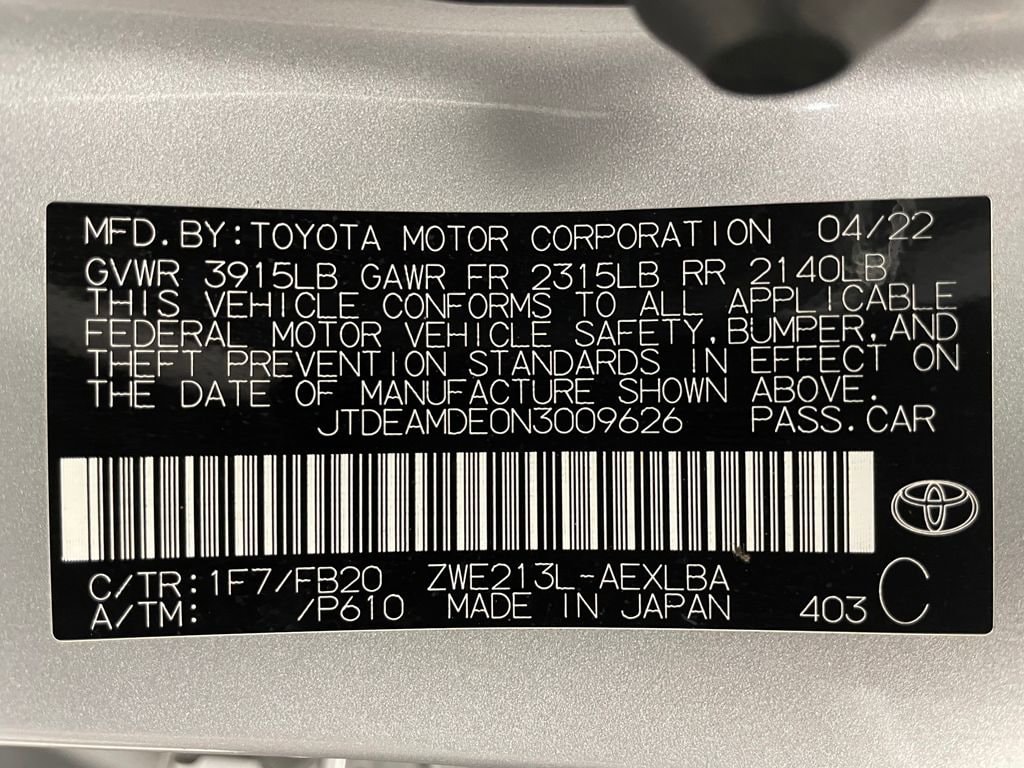 MFD. BY: TOYOTA MOTOR CORPORATION 04/22
GVWR 3915LB GAWR FR 2315LB RR 2140LB
THIS VEHICLE CONFORMS TO ALL APPLICABLE
FEDERAL MOTOR VEHICLE SAFETY, BUMPER, AND
THEFT PREVENTION STANDARDS IN EFFECT ON
THE DATE OF MANUFACTURE SHOWN ABOVE.
JTDEAMDE0N3009626 PASS. CAR
C/TR: 1F7/FB20 ZWE213L-AEXLBA
A/TM: /P610 MADE IN JAPAN 403 C